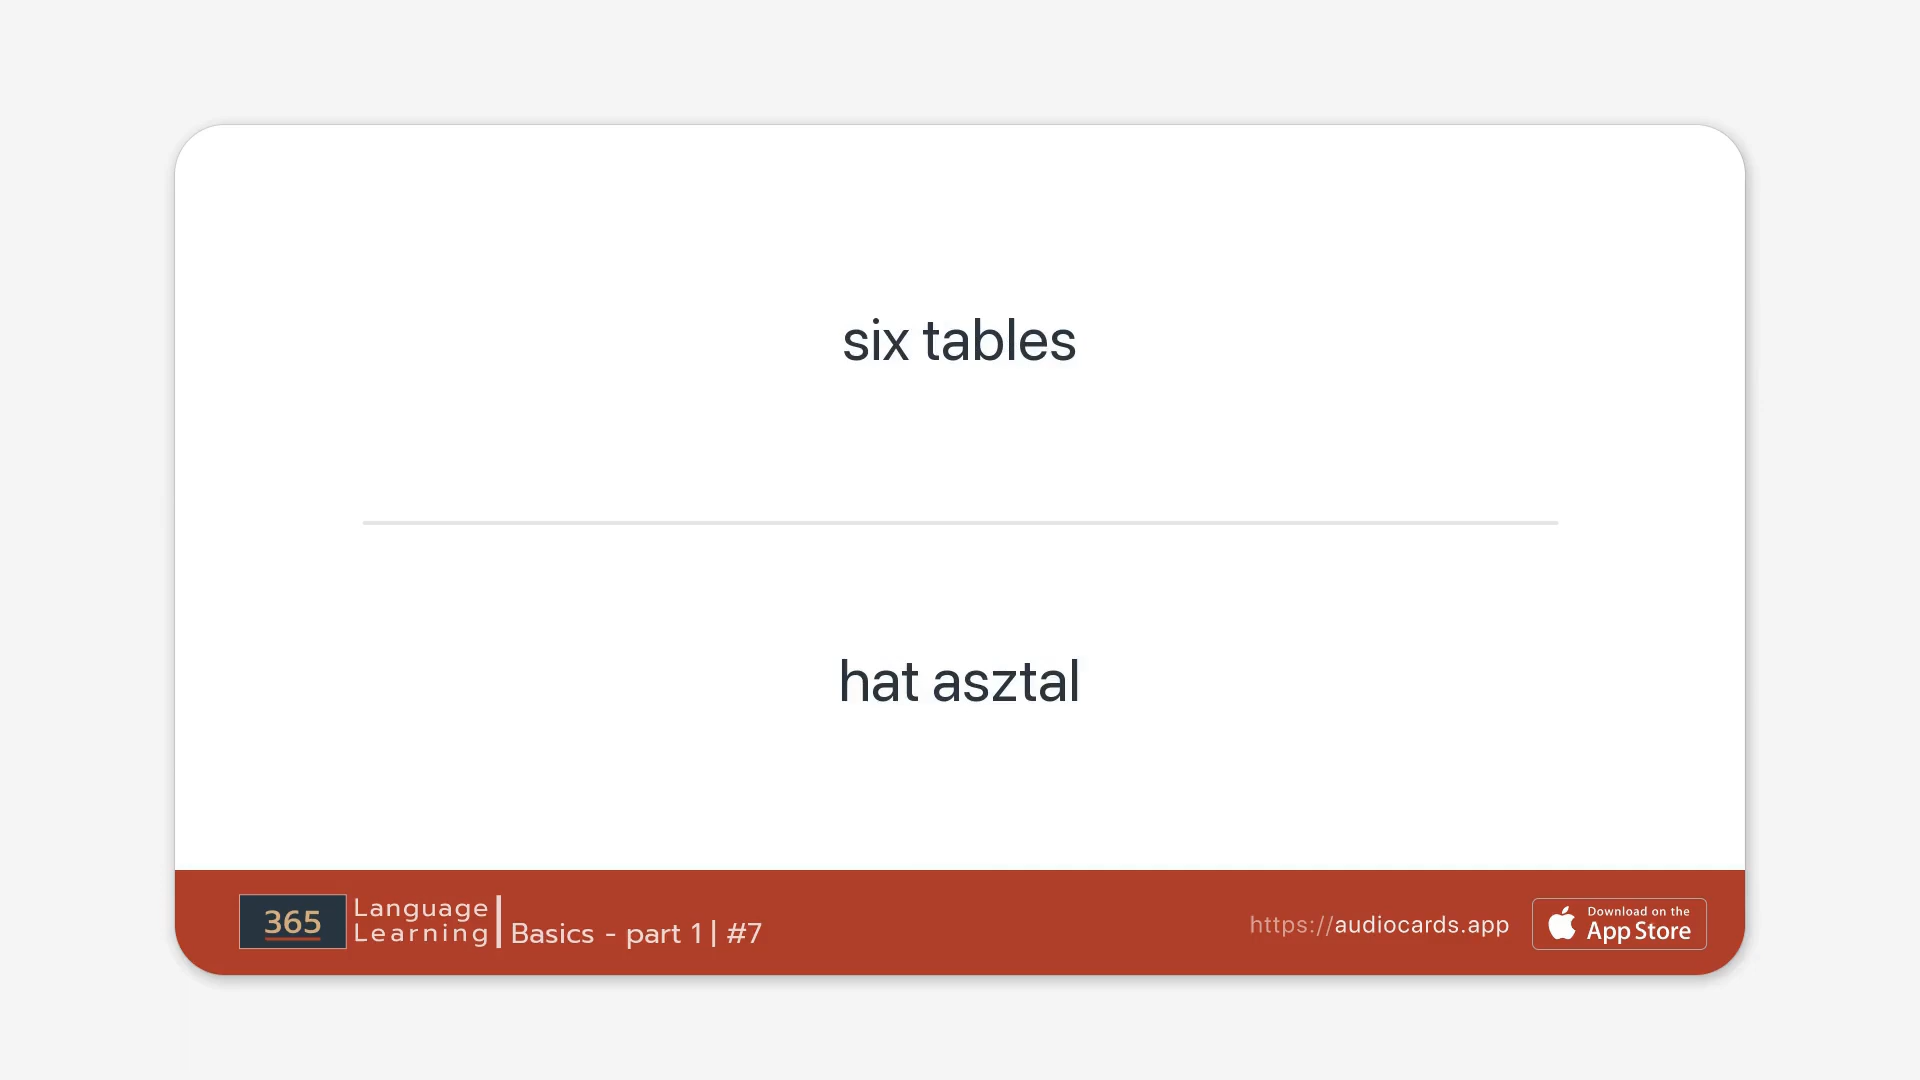 six tables
hat asztal
365
Language
Learning
Basics - part 1 | #7
https://audiocards.app
Download on the
App Store